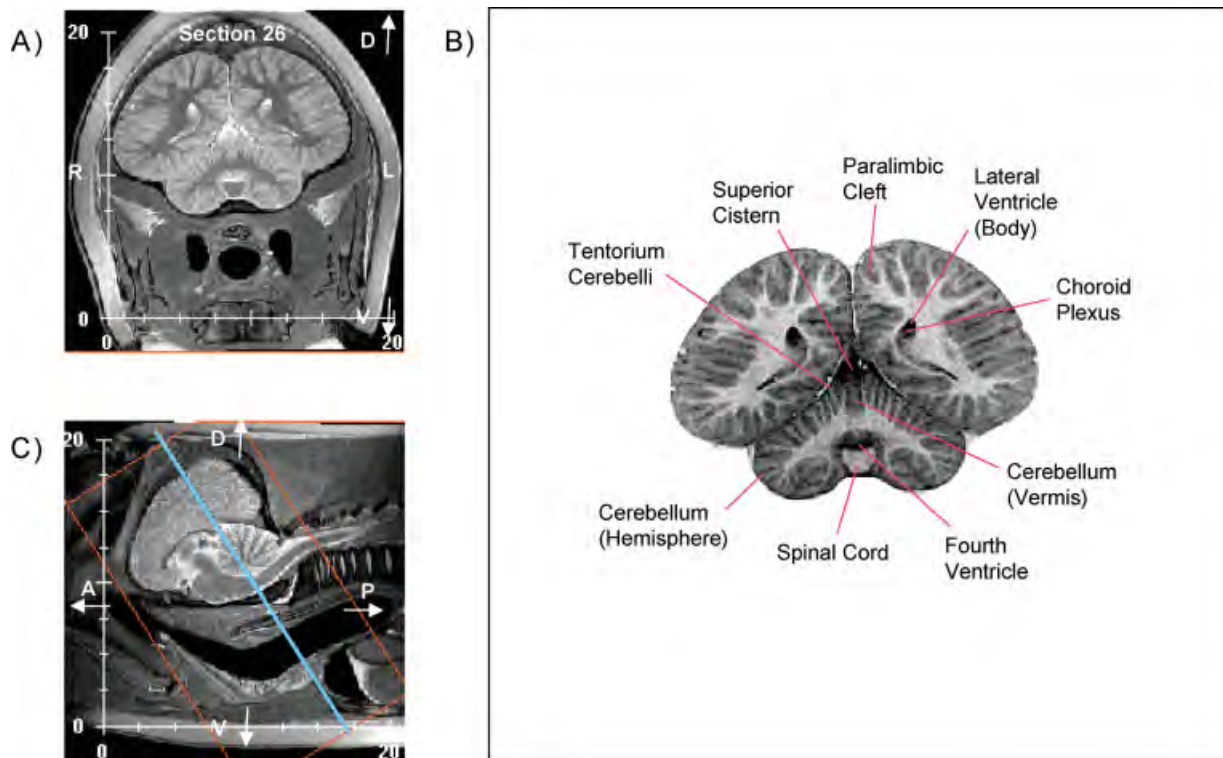 A)
20
Section 26
D
R
L
0
V
20
B)
Superior
Cistern
Paralimbic
Cleft
Lateral
Ventricle
(Body)
Tentorium
Cerebelli
Choroid
Plexus
Cerebellum
(Vermis)
Cerebellum
(Hemisphere)
Spinal Cord
Fourth
Ventricle
C)
20
D
A
P
0
V
0
20